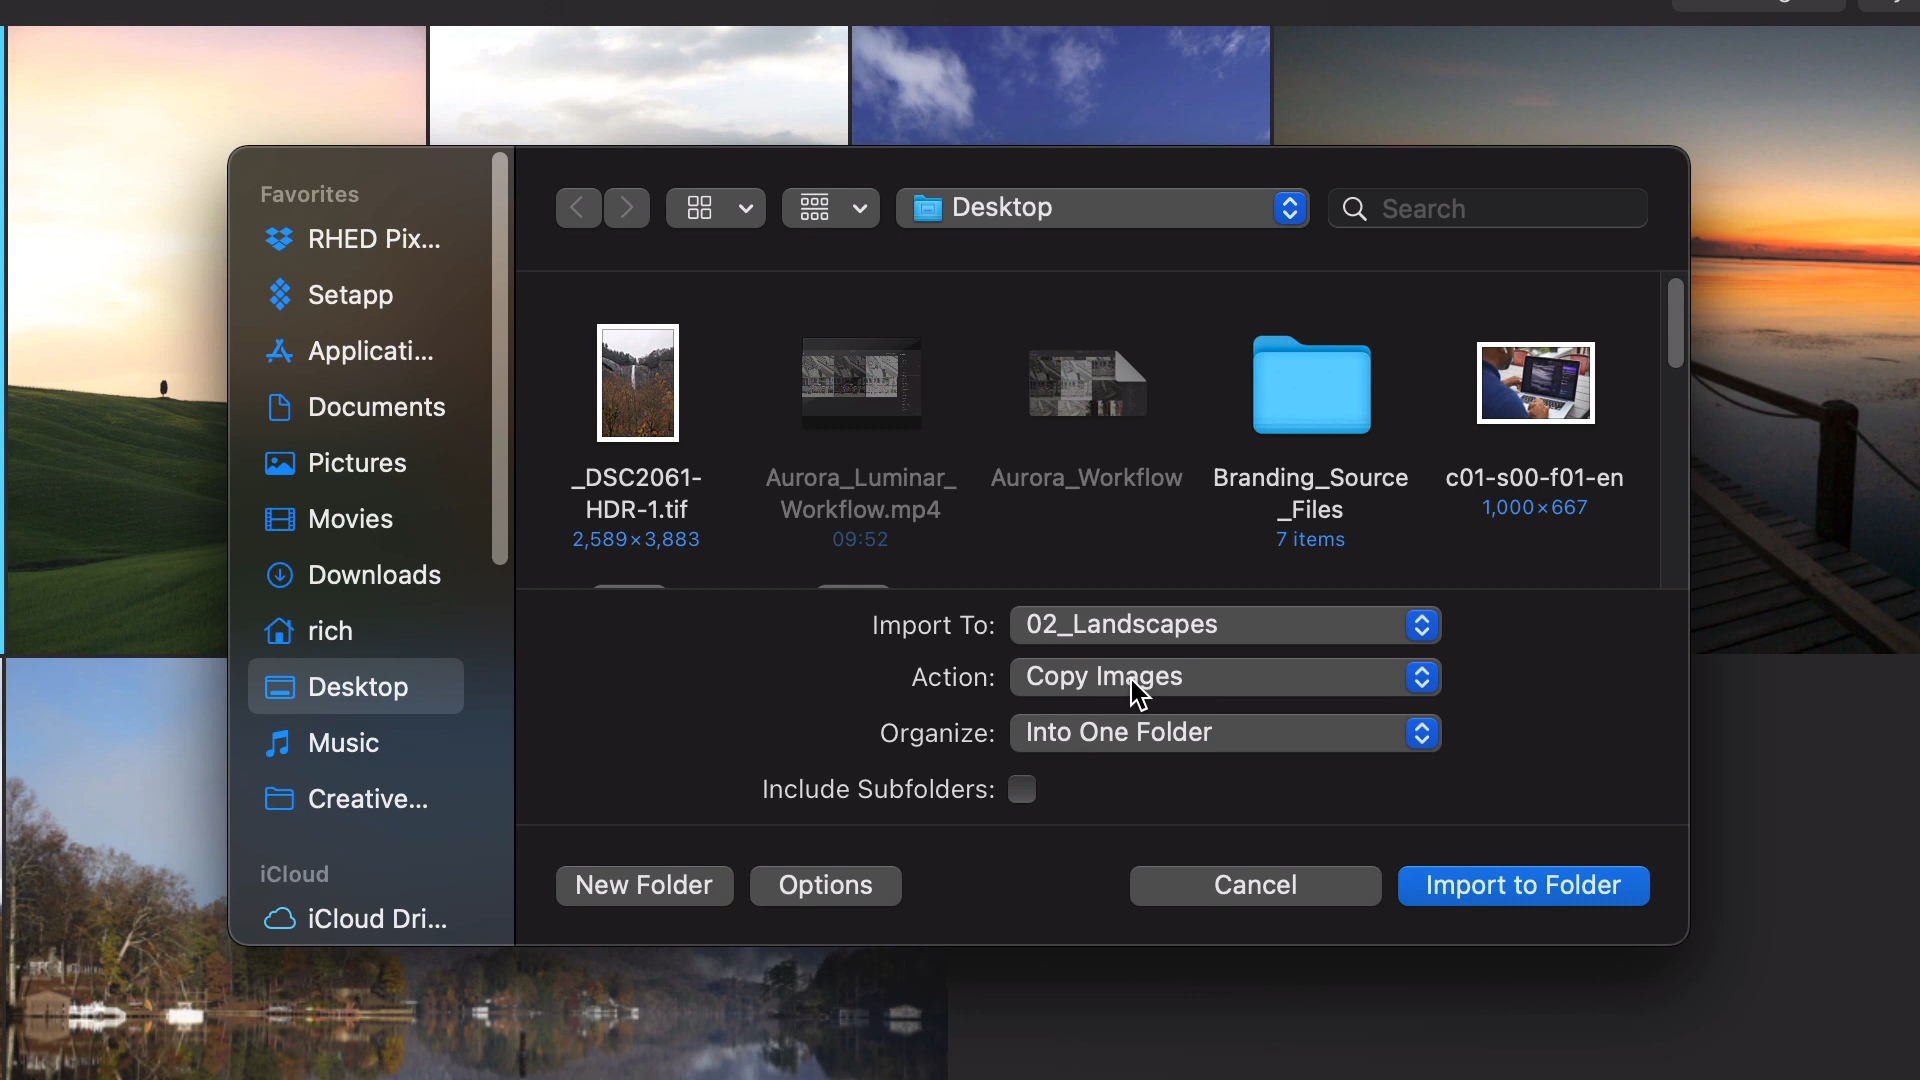 Favorites
RHED Pix...
Setapp
Applicati...
Documents
Pictures
Movies
Downloads
rich
Desktop
Music
Creative...
iCloud
iCloud Dri...
Desktop
Search
_DSC2061-
HDR-1.tif
2,589×3,883
Aurora_Luminar_
Workflow.mp4
09:52
Aurora_Workflow
Branding_Source
_Files
7 items
c01-s00-f01-en
1,000×667
Import To: 02_Landscapes
Action: Copy Images
Organize: Into One Folder
Include Subfolders:
New Folder
Options
Cancel
Import to Folder